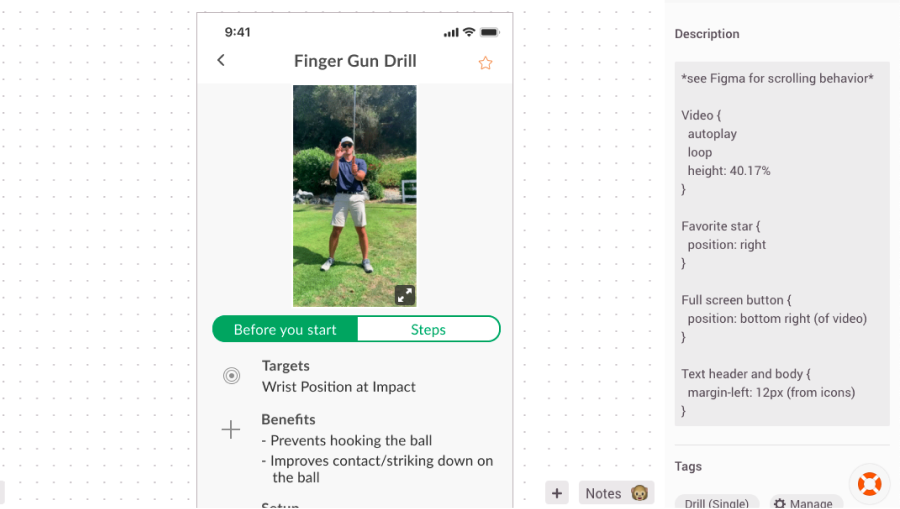 9:41
Finger Gun Drill
Before you start
Steps
Targets
Wrist Position at Impact
Benefits
- Prevents hooking the ball
- Improves contact/striking down on
the ball
Setup
+
Notes
Description
*see Figma for scrolling behavior*
Video {
autoplay
loop
height: 40.17%
}
Favorite star {
position: right
}
Full screen button {
position: bottom right (of video)
}
Text header and body {
margin-left: 12px (from icons)
}
Tags
Drill (Single)
Manage